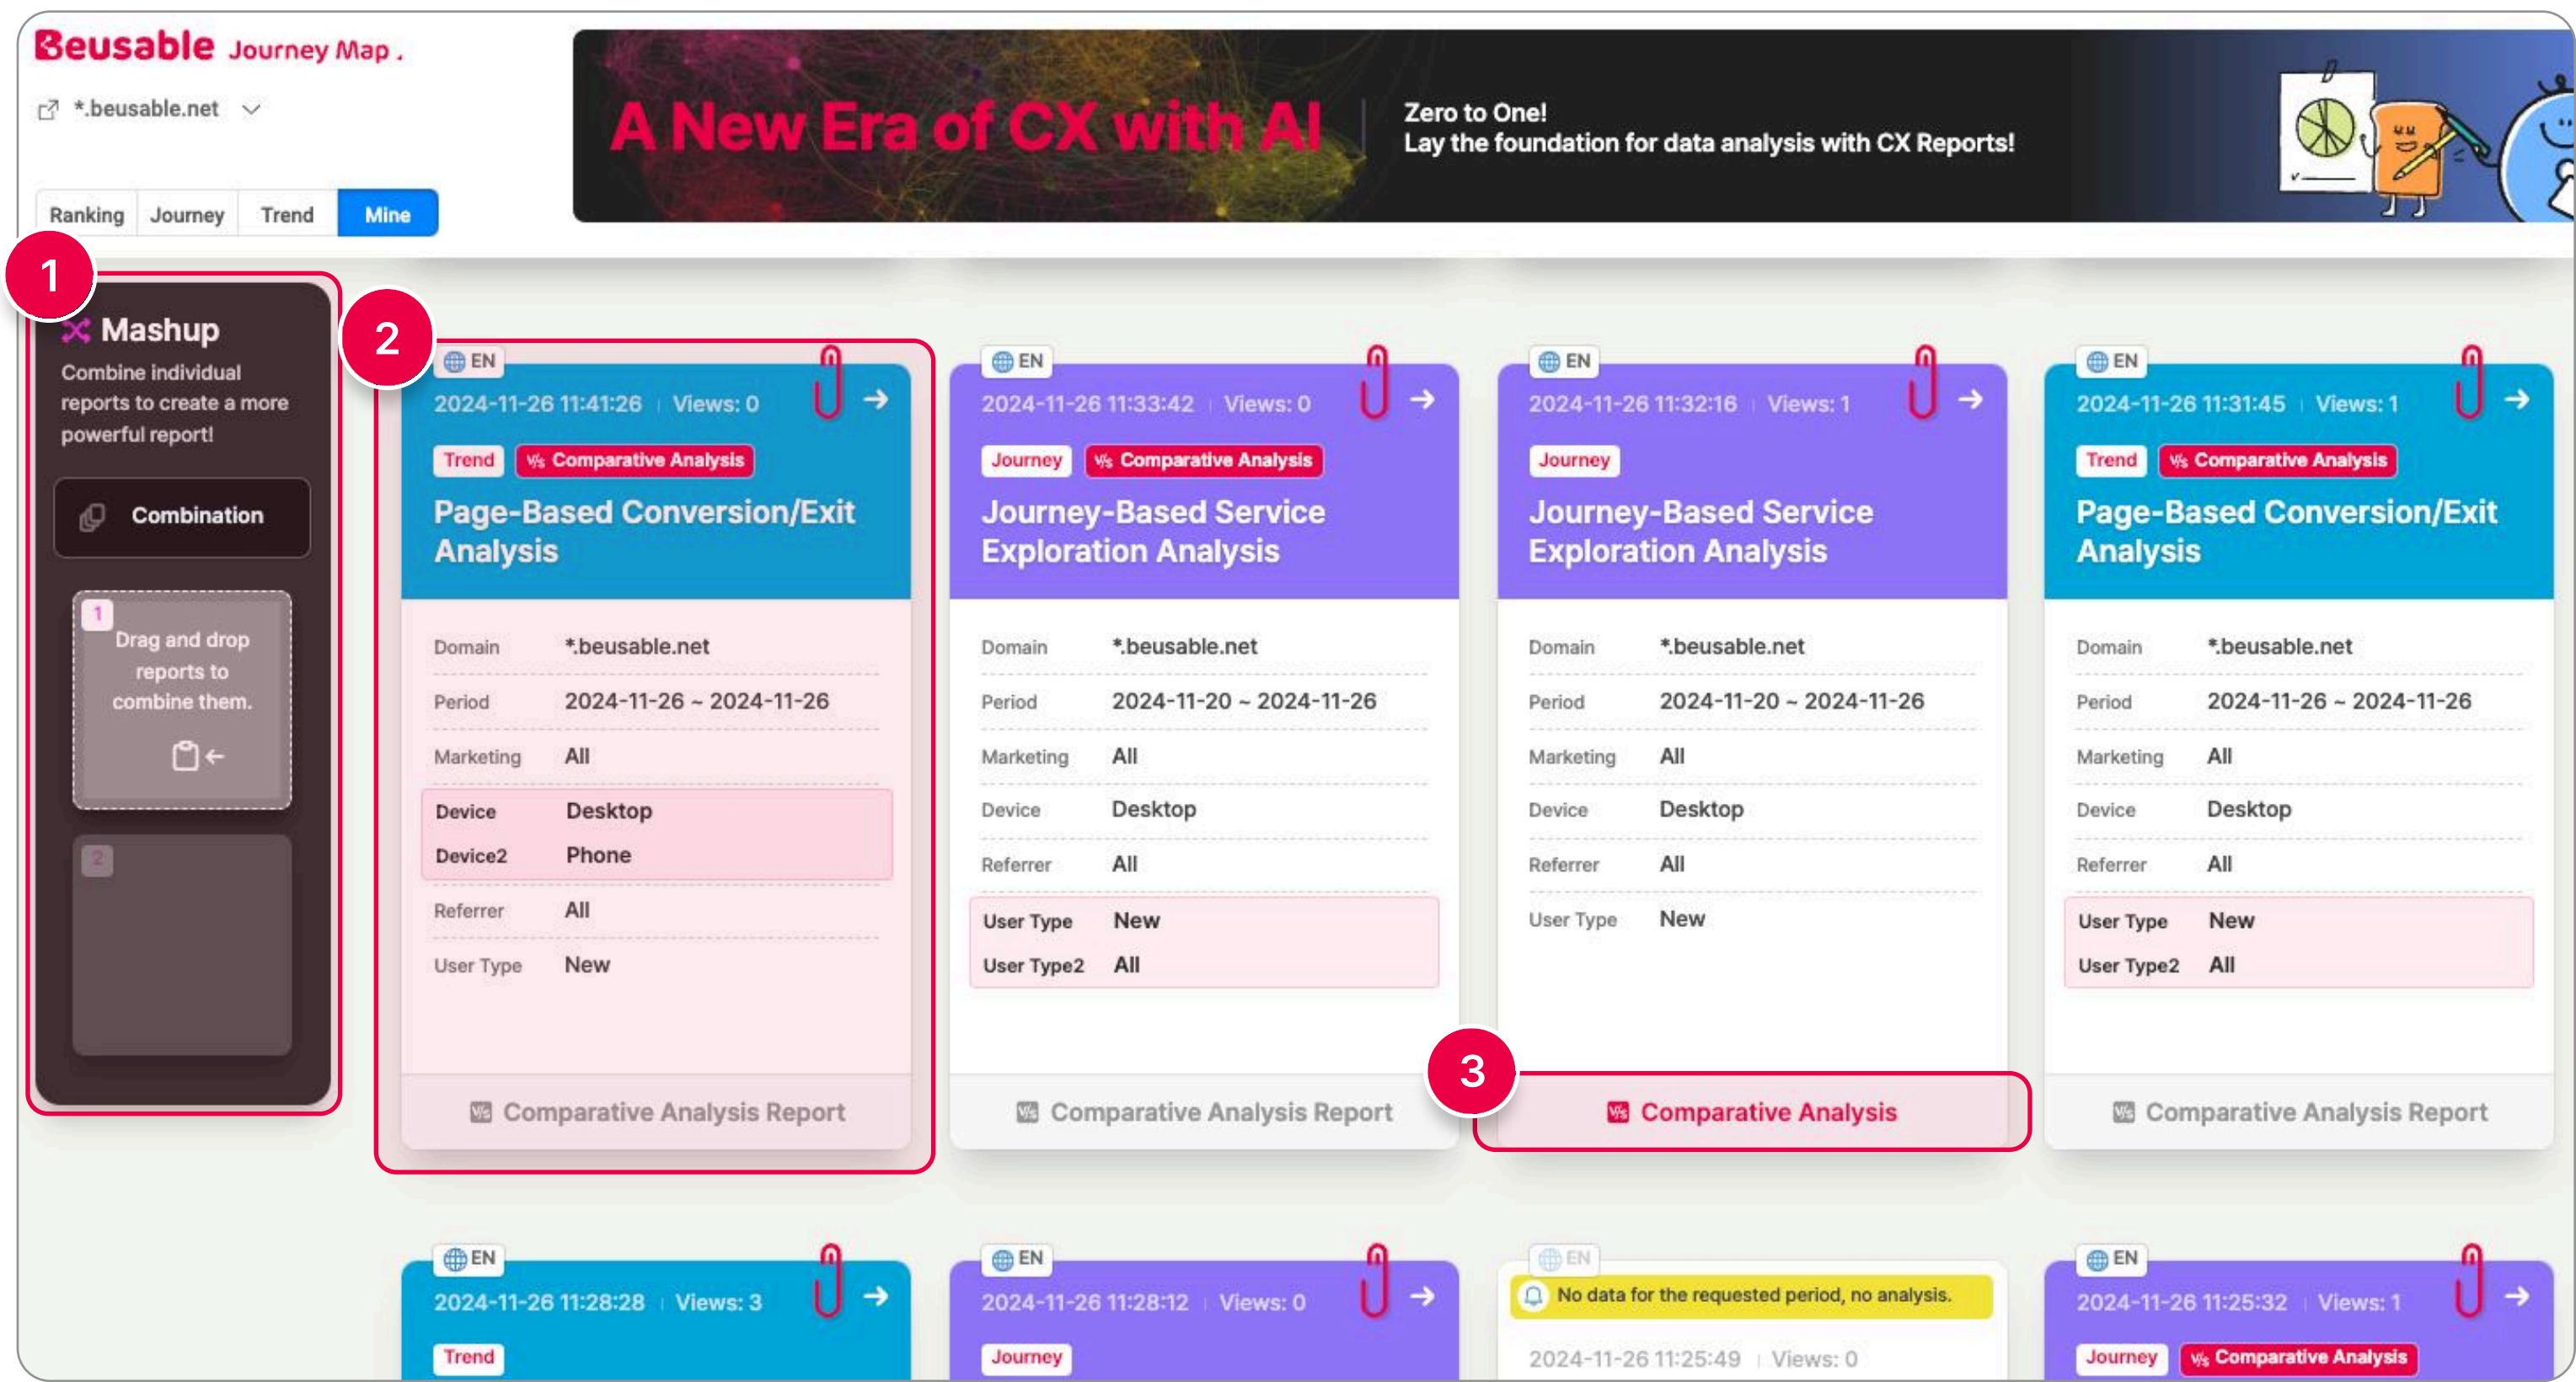 Beusable Journey Map .
*.beusable.net
Ranking Journey Trend Mine
A New Era of CX with AI
Zero to One!
Lay the foundation for data analysis with CX Reports!
1
Mashup
Combine individual
reports to create a more
powerful report!
Combination
1
Drag and drop
reports to
combine them.
2
2
EN
2024-11-26 11:41:26 Views: 0
Trend V/s Comparative Analysis
Page-Based Conversion/Exit
Analysis
Domain *.beusable.net
Period 2024-11-26 ~ 2024-11-26
Marketing All
Device Desktop
Device2 Phone
Referrer All
User Type New
V/s Comparative Analysis Report
EN
2024-11-26 11:33:42 Views: 0
Journey V/s Comparative Analysis
Journey-Based Service
Exploration Analysis
Domain *.beusable.net
Period 2024-11-20 ~ 2024-11-26
Marketing All
Device Desktop
Referrer All
User Type New
User Type2 All
V/s Comparative Analysis Report
EN
2024-11-26 11:32:16 Views: 1
Journey
Journey-Based Service
Exploration Analysis
Domain *.beusable.net
Period 2024-11-20 ~ 2024-11-26
Marketing All
Device Desktop
Referrer All
User Type New
3
V/s Comparative Analysis
EN
2024-11-26 11:31:45 Views: 1
Trend V/s Comparative Analysis
Page-Based Conversion/Exit
Analysis
Domain *.beusable.net
Period 2024-11-26 ~ 2024-11-26
Marketing All
Device Desktop
Referrer All
User Type New
User Type2 All
V/s Comparative Analysis Report
EN
2024-11-26 11:28:28 Views: 3
Trend
EN
2024-11-26 11:28:12 Views: 0
Journey
EN
No data for the requested period, no analysis.
2024-11-26 11:25:49 Views: 0
EN
2024-11-26 11:25:32 Views: 1
Journey V/s Comparative Analysis